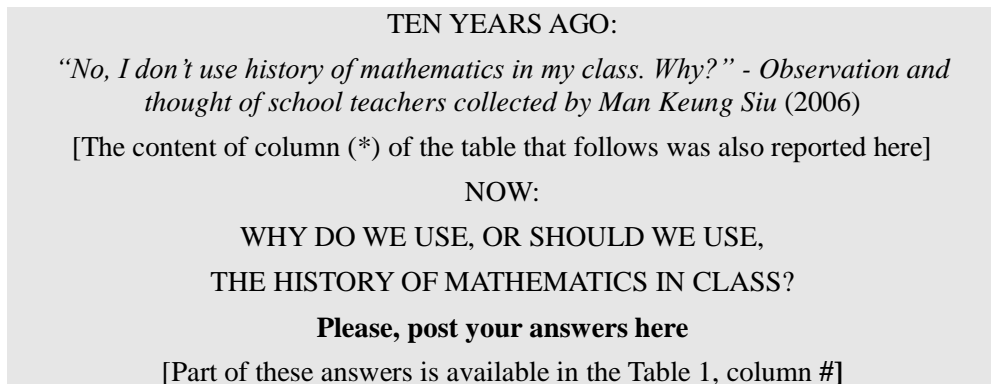 TEN YEARS AGO:
“No, I don’t use history of mathematics in my class. Why?” - Observation and
thought of school teachers collected by Man Keung Siu (2006)
[The content of column (*) of the table that follows was also reported here]
NOW:
WHY DO WE USE, OR SHOULD WE USE,
THE HISTORY OF MATHEMATICS IN CLASS?
Please, post your answers here
[Part of these answers is available in the Table 1, column #]